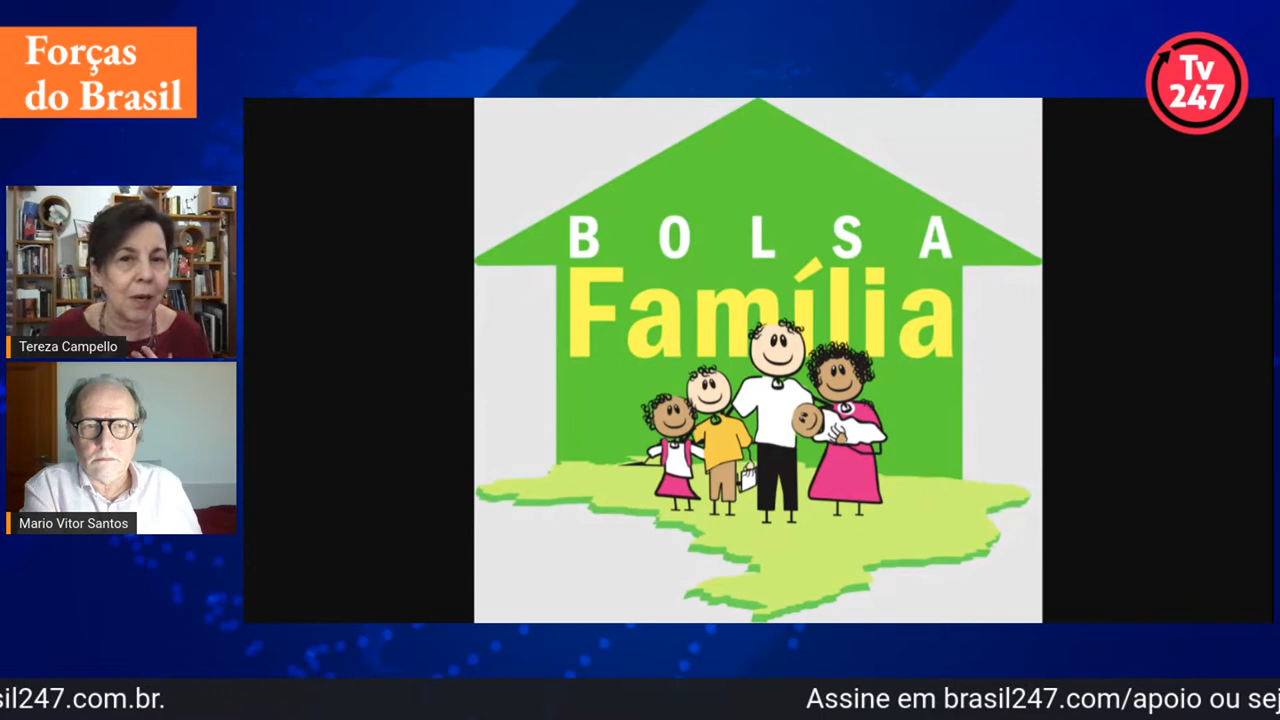 Forças
do Brasil
Tv
247
BOLSA
Família
Tereza Campello
Mario Vitor Santos
sil247.com.br.
Assine em brasil247.com/apoio ou sej